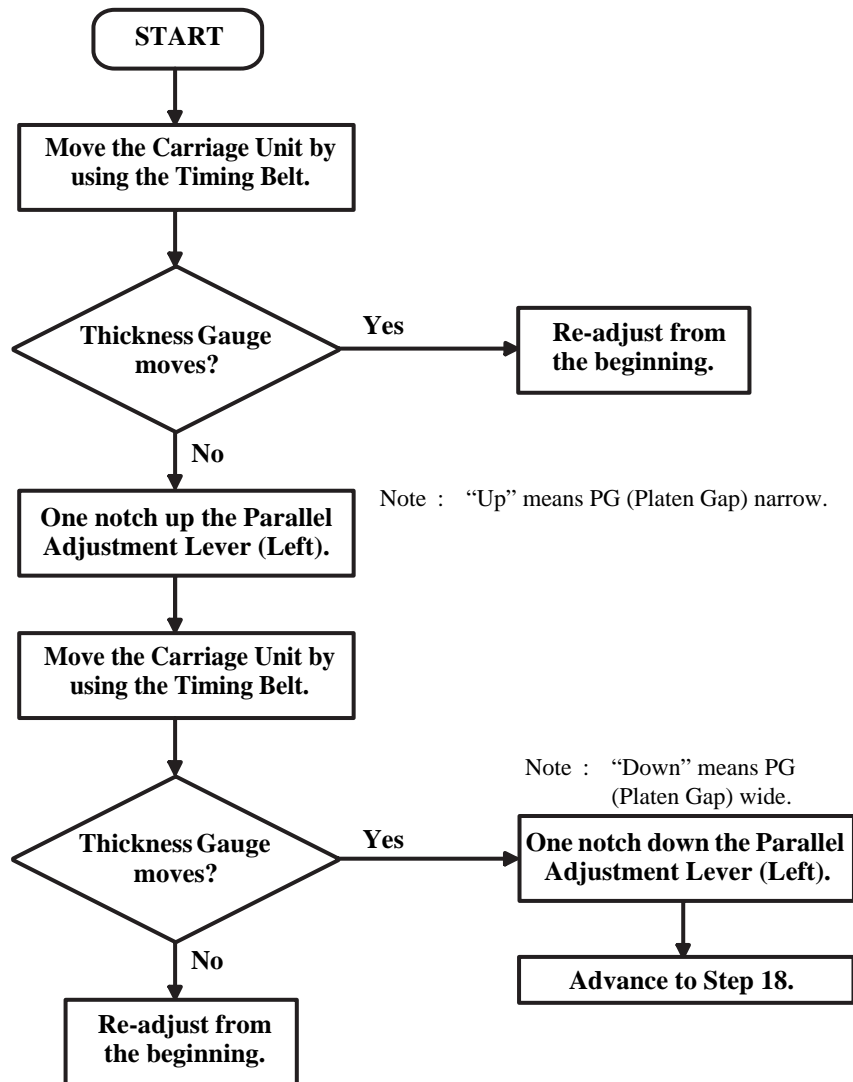 START
Move the Carriage Unit by
using the Timing Belt.
Thickness Gauge
moves?
Yes
Re-adjust from
the beginning.
No
One notch up the Parallel
Adjustment Lever (Left).
Note : “Up” means PG (Platen Gap) narrow.
Move the Carriage Unit by
using the Timing Belt.
Thickness Gauge
moves?
Yes
Note : “Down” means PG
(Platen Gap) wide.
One notch down the Parallel
Adjustment Lever (Left).
Advance to Step 18.
No
Re-adjust from
the beginning.